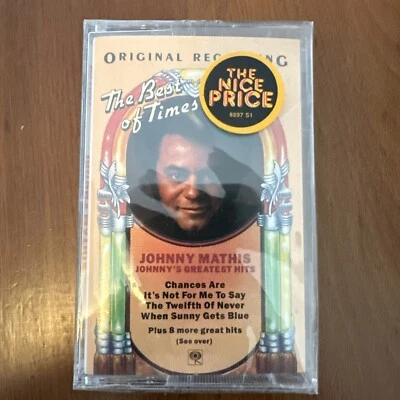 ORIGINAL RECORDING
THE
NICE
PRICE
The Best
of Times
JOHNNY MATHIS
JOHNNY'S GREATEST HITS
Chances Are
It's Not For Me To Say
The Twelfth Of Never
When Sunny Gets Blue
Plus 8 more great hits
(See over)